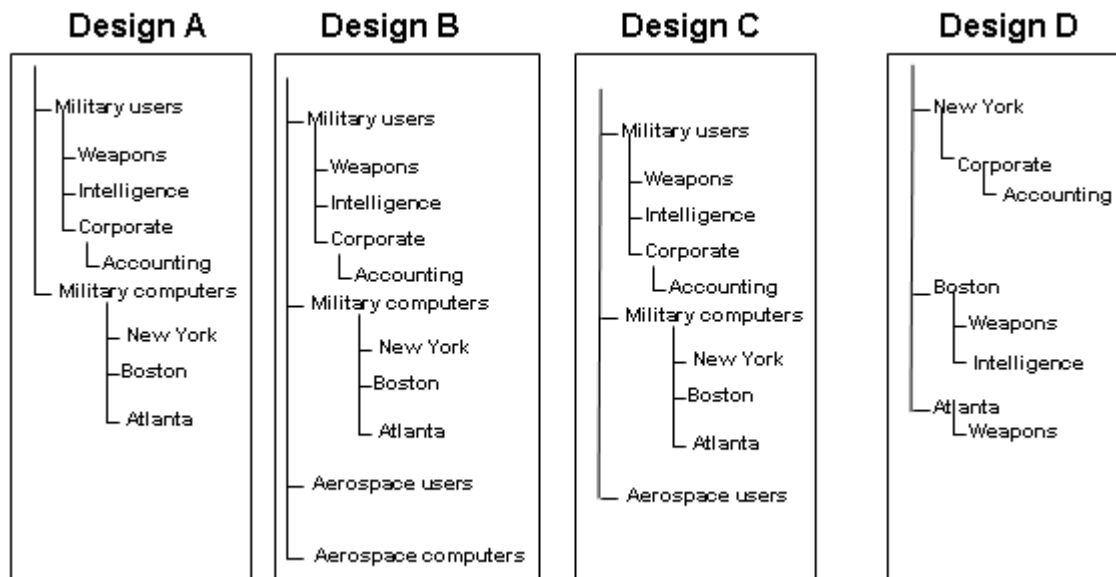 Design A
Military users
Weapons
Intelligence
Corporate
Accounting
Military computers
New York
Boston
Atlanta
Design B
Military users
Weapons
Intelligence
Corporate
Accounting
Military computers
New York
Boston
Atlanta
Aerospace users
Aerospace computers
Design C
Military users
Weapons
Intelligence
Corporate
Accounting
Military computers
New York
Boston
Atlanta
Aerospace users
Design D
New York
Corporate
Accounting
Boston
Weapons
Intelligence
Atlanta
Weapons